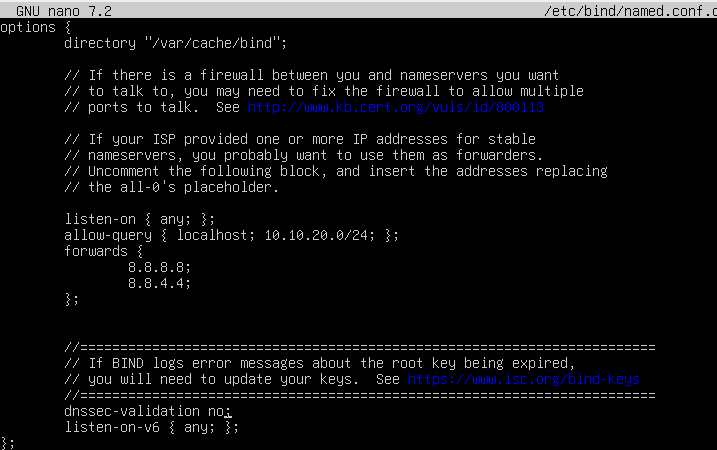 GNU nano 7.2 /etc/bind/named.conf.o
options {
directory "/var/cache/bind";
// If there is a firewall between you and nameservers you want
// to talk to, you may need to fix the firewall to allow multiple
// ports to talk.  See http://www.kb.cert.org/vuls/id/800113
// If your ISP provided one or more IP addresses for stable
// nameservers, you probably want to use them as forwarders.
// Uncomment the following block, and insert the addresses replacing
// the all-0's placeholder.
listen-on { any; };
allow-query { localhost; 10.10.20.0/24; };
forwards {
8.8.8.8;
8.8.4.4;
};
//========================================================================
// If BIND logs error messages about the root key being expired,
// you will need to update your keys.  See https://www.isc.org/bind-keys
//========================================================================
dnssec-validation no;
listen-on-v6 { any; };
};